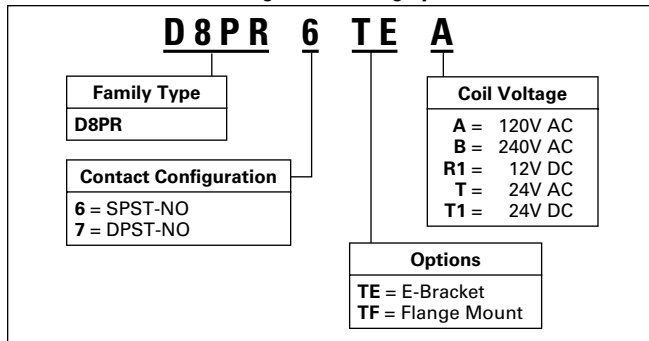 D8PR 6 TE A
Family Type
D8PR
Contact Configuration
6 = SPST-NO
7 = DPST-NO
Coil Voltage
A = 120V AC
B = 240V AC
R1 = 12V DC
T = 24V AC
T1 = 24V DC
Options
TE = E-Bracket
TF = Flange Mount